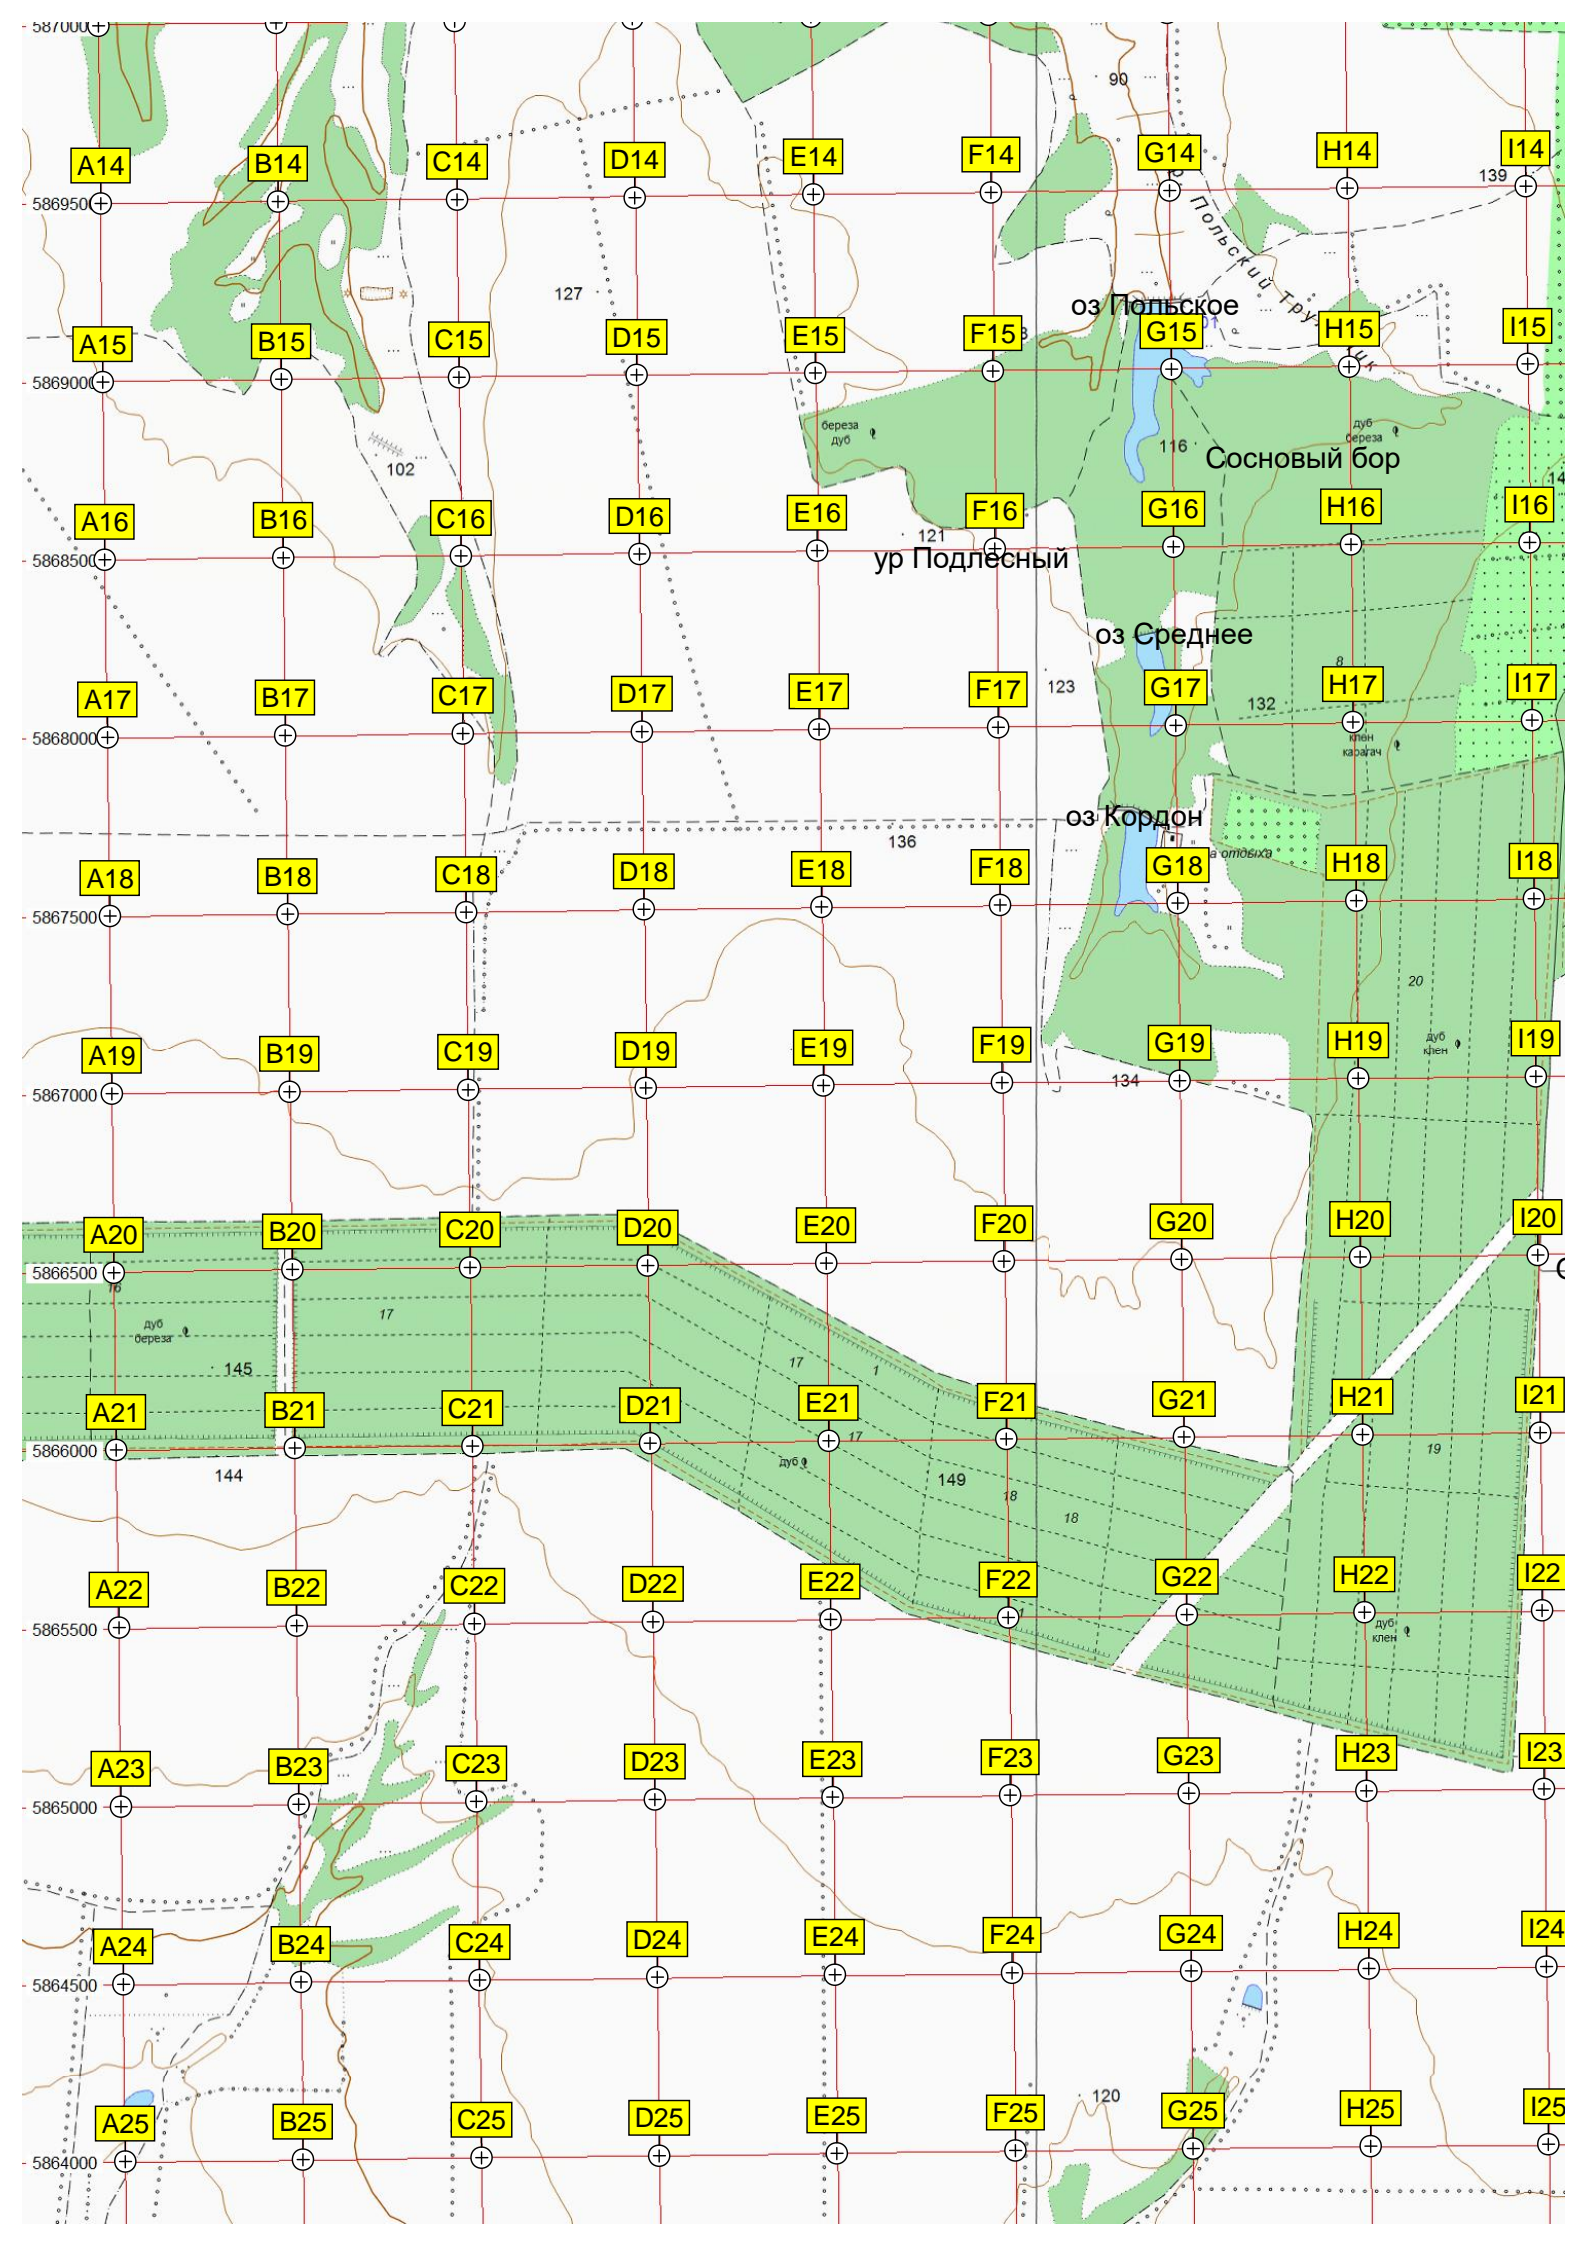 587000
90
A14 B14 C14 D14 E14 F14 G14 H14 I14
139
5869500
Польский
127
оз Польское
A15 B15 C15 D15 E15 F15 G15 H15 I15
5869000
береза
дуб
дуб
береза
116
102
Сосновый бор
14
A16 B16 C16 D16 E16 F16 G16 H16 I16
121
5868500
ур Подлесный
оз Среднее
8
123
132
A17 B17 C17 D17 E17 F17 G17 H17 I17
5868000
клен
карагач
оз Кордон
136
а отдыха
A18 B18 C18 D18 E18 F18 G18 H18 I18
5867500
20
дуб
клен
A19 B19 C19 D19 E19 F19 G19 H19 I19
134
5867000
A20 B20 C20 D20 E20 F20 G20 H20 I20
5866500
16
17
дуб
береза
145
17
1
A21 B21 C21 D21 E21 F21 G21 H21 I21
17
19
5866000
дуб
144
149
18
18
A22 B22 C22 D22 E22 F22 G22 H22 I22
5865500
дуб
клен
A23 B23 C23 D23 E23 F23 G23 H23 I23
5865000
A24 B24 C24 D24 E24 F24 G24 H24 I24
5864500
120
A25 B25 C25 D25 E25 F25 G25 H25 I25
5864000